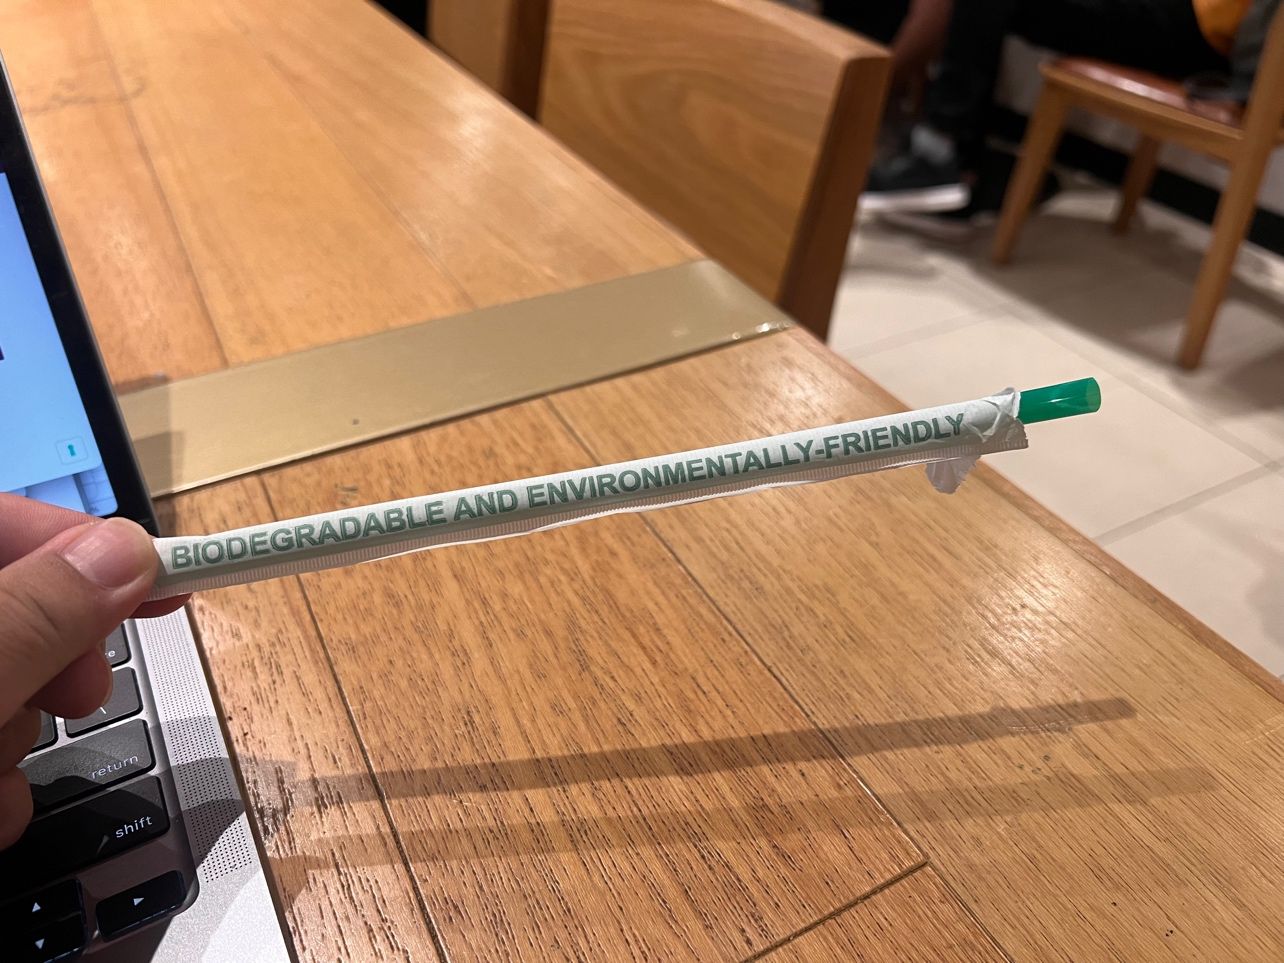 BIODEGRADABLE AND ENVIRONMENTALLY-FRIENDLY
return
shift